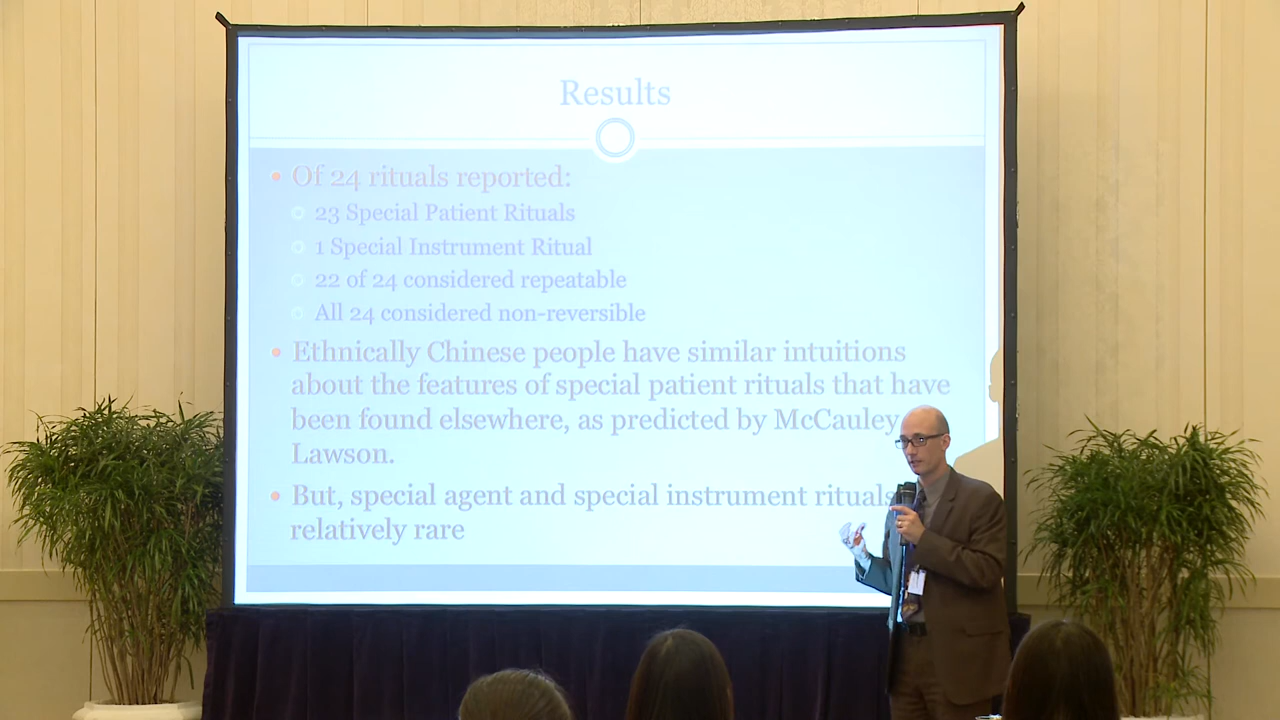 Results
Of 24 rituals reported:
23 Special Patient Rituals
1 Special Instrument Ritual
22 of 24 considered repeatable
All 24 considered non-reversible
Ethnically Chinese people have similar intuitions
about the features of special patient rituals that have
been found elsewhere, as predicted by McCauley
Lawson.
But, special agent and special instrument rituals
relatively rare